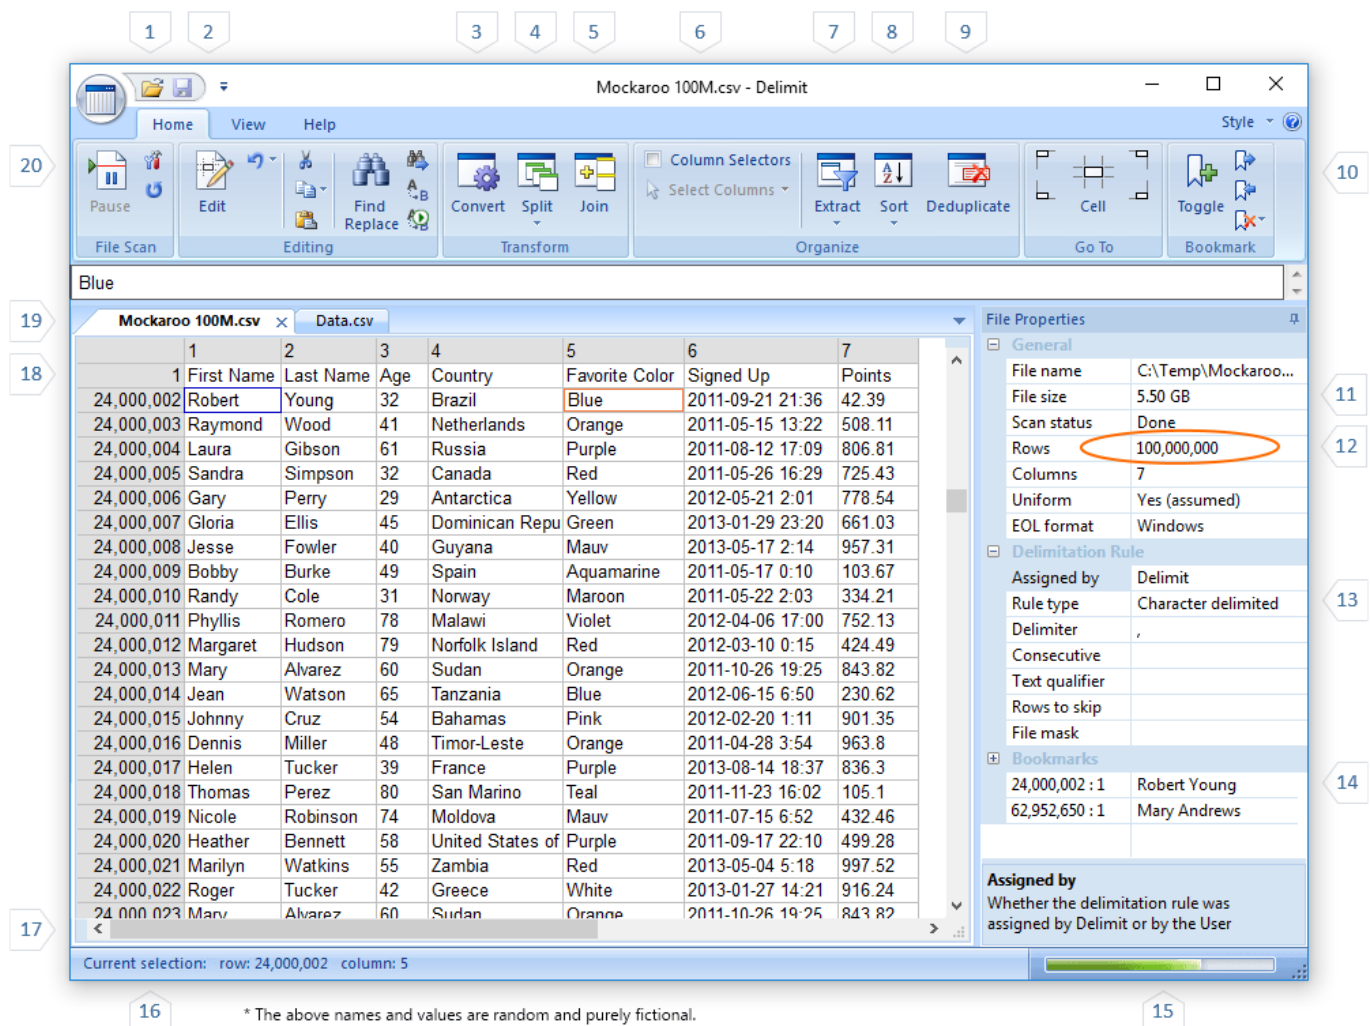 1 2 3 4 5 6 7 8 9
Mockaroo 100M.csv - Delimit
Home View Help Style
20
10
Pause
Edit
Find
Replace
A
B
Convert
Split
Join
Column Selectors
Select Columns
Extract
A
Z
Sort
Deduplicate
Cell
Toggle
File Scan Editing Transform Organize Go To Bookmark
Blue
19
Mockaroo 100M.csv Data.csv
18
1 2 3 4 5 6 7
1 First Name Last Name Age Country Favorite Color Signed Up Points
24,000,002 Robert Young 32 Brazil Blue 2011-09-21 21:36 42.39
24,000,003 Raymond Wood 41 Netherlands Orange 2011-05-15 13:22 508.11
24,000,004 Laura Gibson 61 Russia Purple 2011-08-12 17:09 806.81
24,000,005 Sandra Simpson 32 Canada Red 2011-05-26 16:29 725.43
24,000,006 Gary Perry 29 Antarctica Yellow 2012-05-21 2:01 778.54
24,000,007 Gloria Ellis 45 Dominican Repu Green 2013-01-29 23:20 661.03
24,000,008 Jesse Fowler 40 Guyana Mauv 2013-05-17 2:14 957.31
24,000,009 Bobby Burke 49 Spain Aquamarine 2011-05-17 0:10 103.67
24,000,010 Randy Cole 31 Norway Maroon 2011-05-22 2:03 334.21
24,000,011 Phyllis Romero 78 Malawi Violet 2012-04-06 17:00 752.13
24,000,012 Margaret Hudson 79 Norfolk Island Red 2012-03-10 0:15 424.49
24,000,013 Mary Alvarez 60 Sudan Orange 2011-10-26 19:25 843.82
24,000,014 Jean Watson 65 Tanzania Blue 2012-06-15 6:50 230.62
24,000,015 Johnny Cruz 54 Bahamas Pink 2012-02-20 1:11 901.35
24,000,016 Dennis Miller 48 Timor-Leste Orange 2011-04-28 3:54 963.8
24,000,017 Helen Tucker 39 France Purple 2013-08-14 18:37 836.3
24,000,018 Thomas Perez 80 San Marino Teal 2011-11-23 16:02 105.1
24,000,019 Nicole Robinson 74 Moldova Mauv 2011-07-15 6:52 432.46
24,000,020 Heather Bennett 58 United States of Purple 2011-09-17 22:10 499.28
24,000,021 Marilyn Watkins 55 Zambia Red 2013-05-04 5:18 997.52
24,000,022 Roger Tucker 42 Greece White 2013-01-27 14:21 916.24
24,000,023 Mary Alvarez 60 Sudan Orange 2011-10-26 19:25 843.82
File Properties
General
File name C:\Temp\Mockaroo...
File size 5.50 GB
Scan status Done
Rows 100,000,000
Columns 7
Uniform Yes (assumed)
EOL format Windows
Delimitation Rule
Assigned by Delimit
Rule type Character delimited
Delimiter ,
Consecutive
Text qualifier
Rows to skip
File mask
Bookmarks
24,000,002 : 1 Robert Young
62,952,650 : 1 Mary Andrews
Assigned by
Whether the delimitation rule was
assigned by Delimit or by the User
11
12
13
14
17
Current selection: row: 24,000,002 column: 5
16
15
* The above names and values are random and purely fictional.